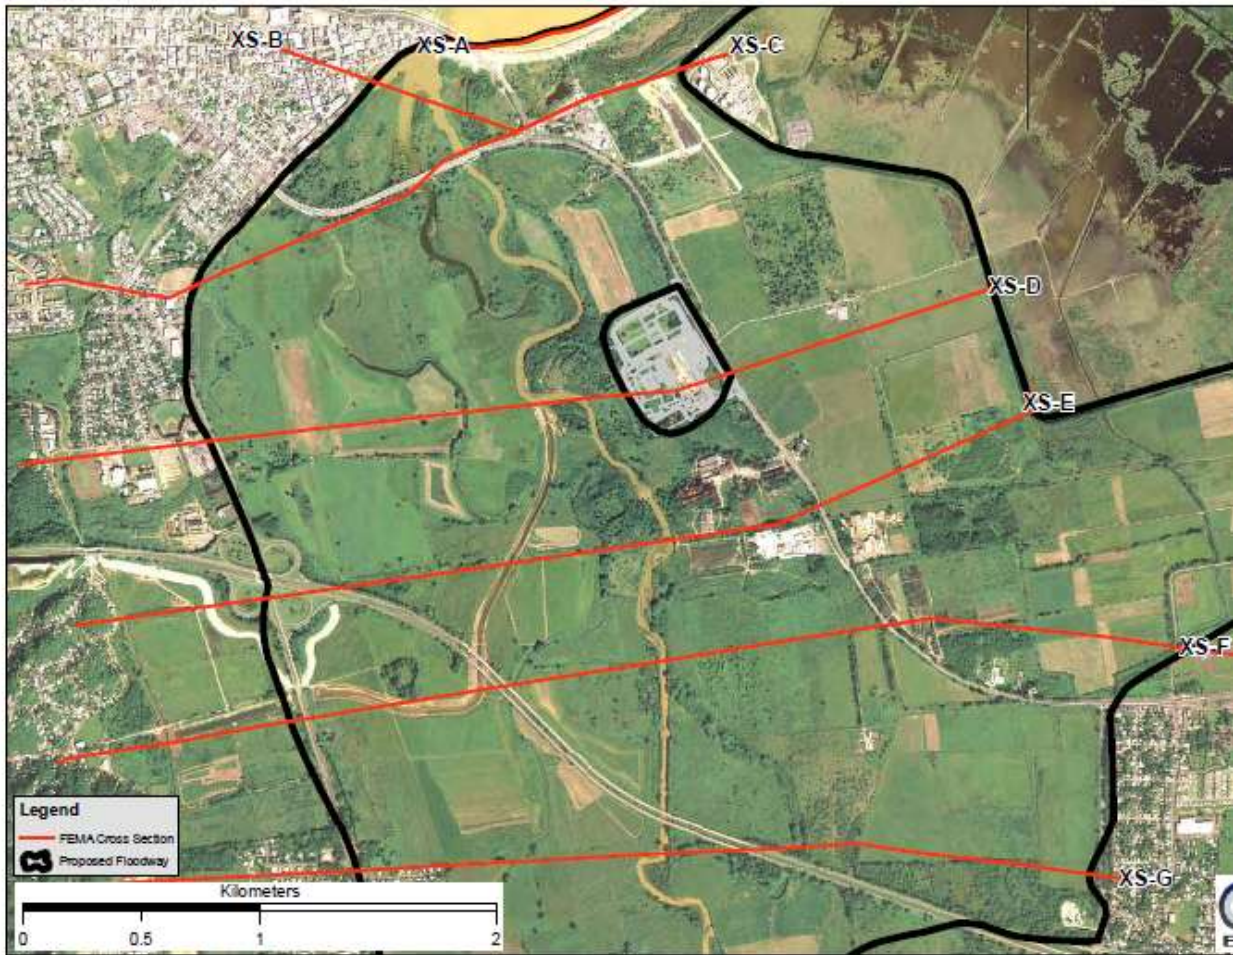 XS-B
XS-A
XS-C
XS-D
XS-E
XS-F
XS-G
Legend
FEMA Cross Section
Proposed Floodway
Kilometers
0 0.5 1 2